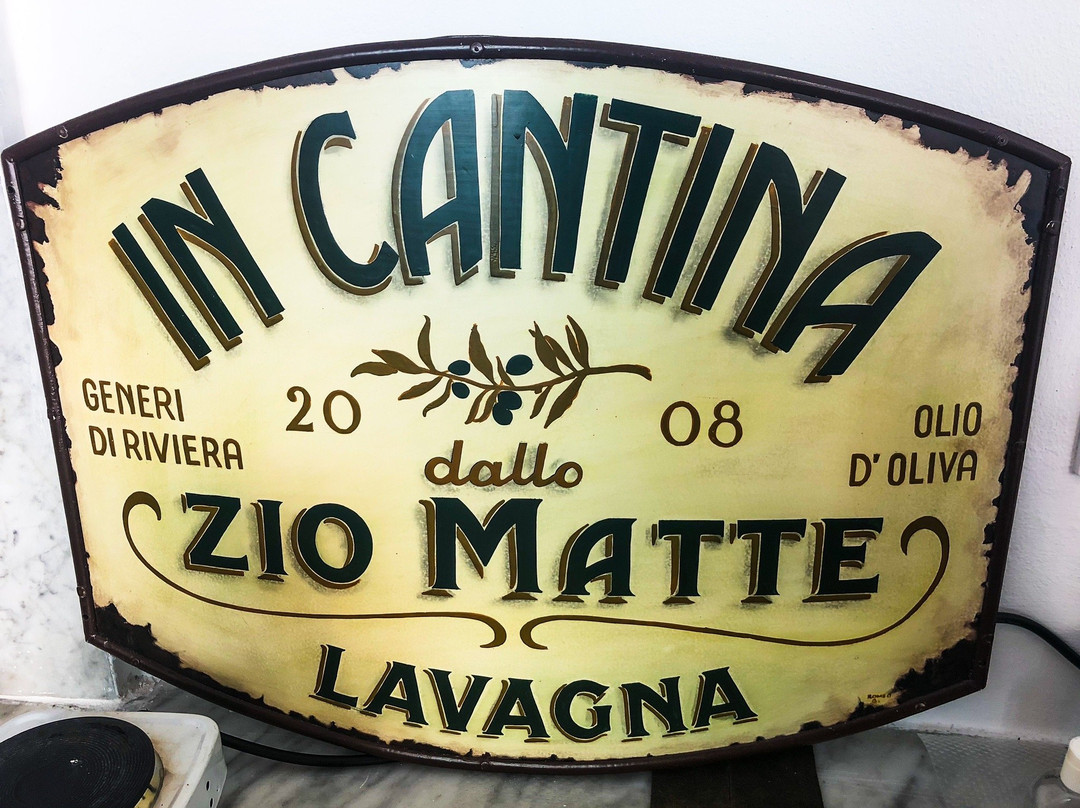 IN CANTINA
GENERI
DI RIVIERA
20 08
OLIO
D' OLIVA
dallo
ZIO MATTE
LAVAGNA